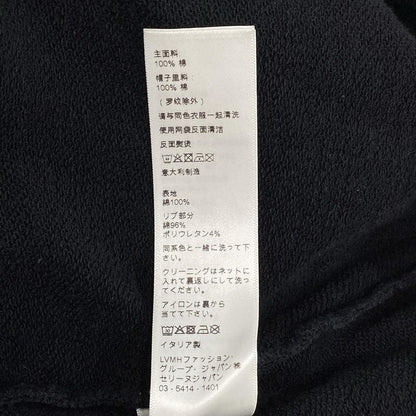 主面料:
100% 棉
帽子里料:
100% 棉
(罗纹除外)
请与同色衣服一起清洗
使用网袋反面清洁
反面熨烫
意大利制造
表地
綿100%
リブ部分
綿96%
ポリウレタン4%
同系色と一緒に洗って下
さい。
クリーニングはネットに
入れて裏返しにして洗っ
て下さい。
アイロンは裏から
当てて下さい。
イタリア製
LVMHファッション・
グループ・ジャパン㈱
セリーヌジャパン
03 - 5414 - 1401